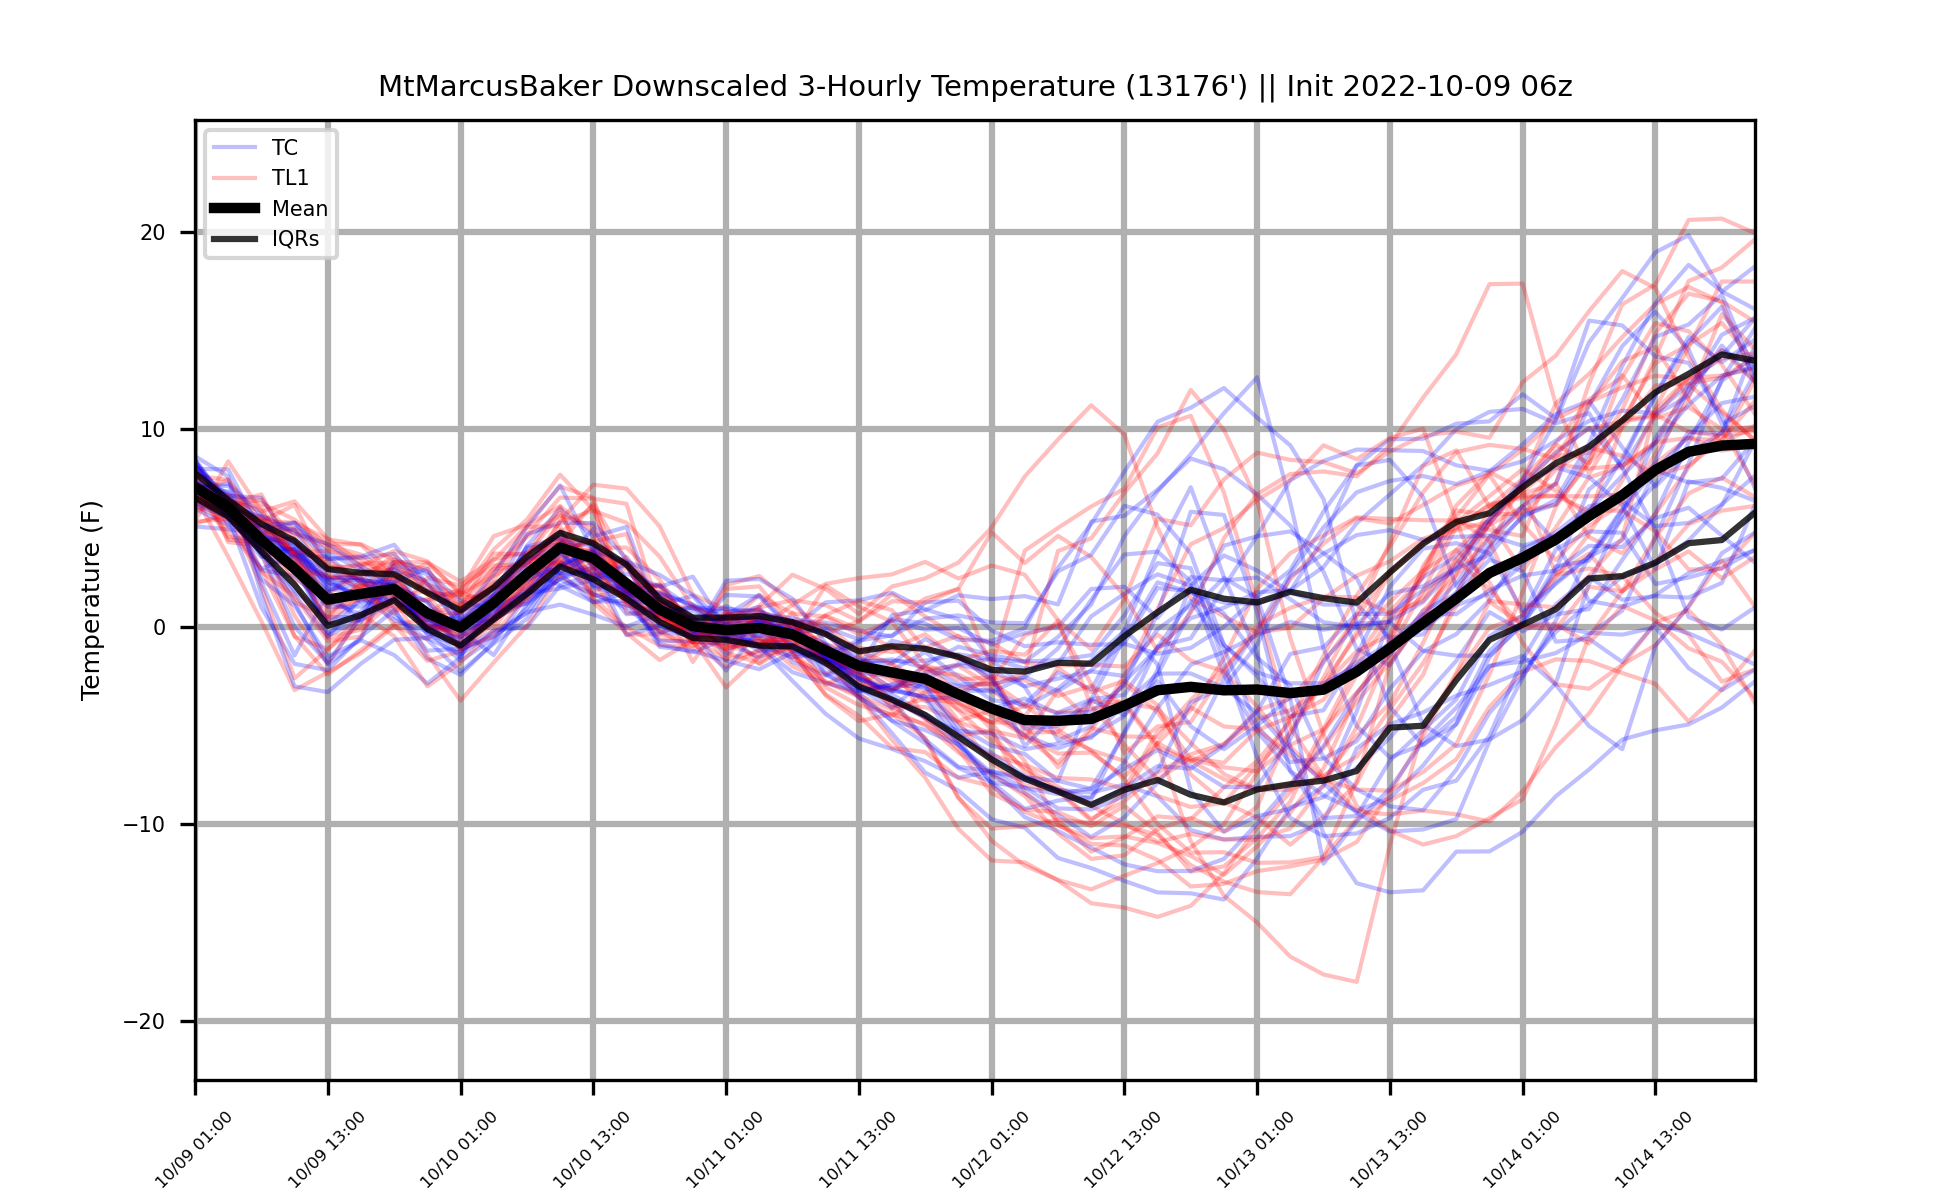 MtMarcusBaker Downscaled 3-Hourly Temperature (13176') || Init 2022-10-09 06z
TC
TL1
Mean
IQRs
Temperature (F)
20
10
0
−10
−20
10/09 01:00
10/09 13:00
10/10 01:00
10/10 13:00
10/11 01:00
10/11 13:00
10/12 01:00
10/12 13:00
10/13 01:00
10/13 13:00
10/14 01:00
10/14 13:00